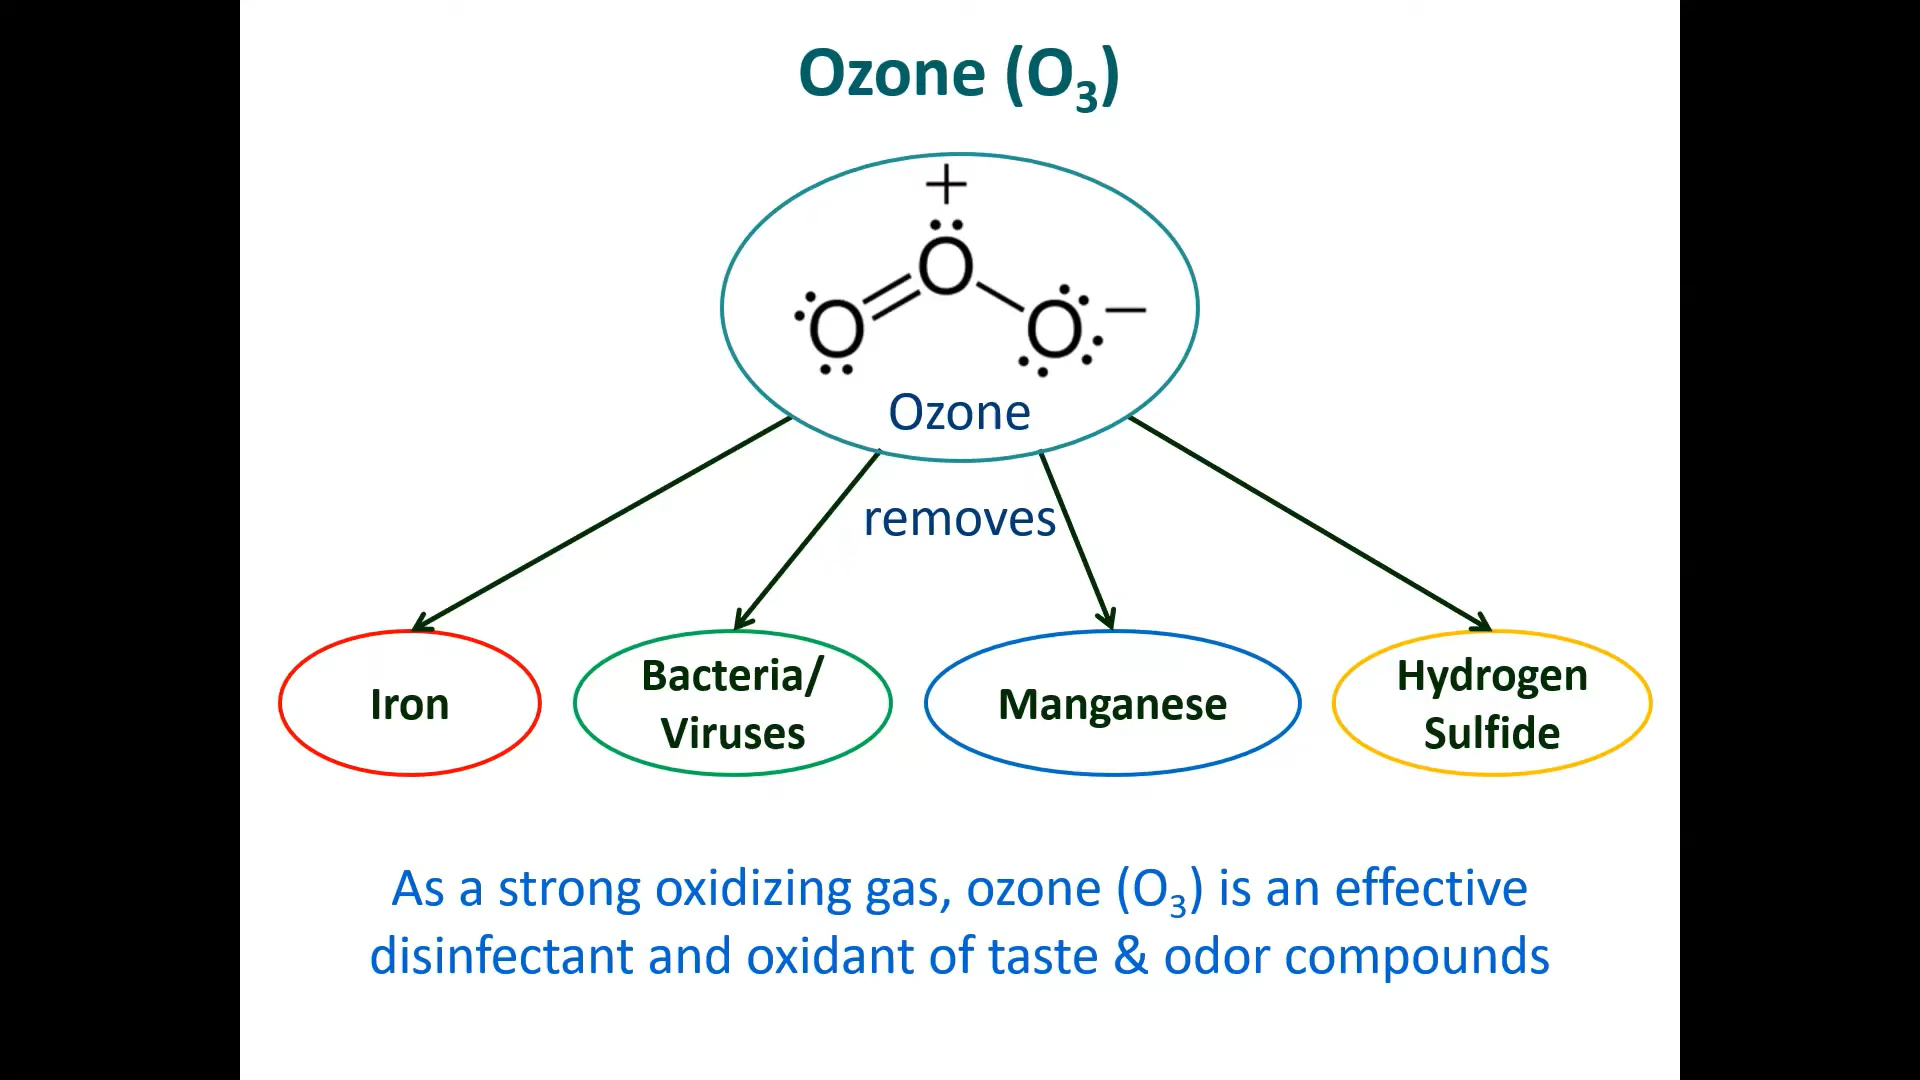 Ozone (O₃)
+
O
O
O
−
Ozone
removes
Iron
Bacteria/
Viruses
Manganese
Hydrogen
Sulfide
As a strong oxidizing gas, ozone (O₃) is an effective
disinfectant and oxidant of taste & odor compounds